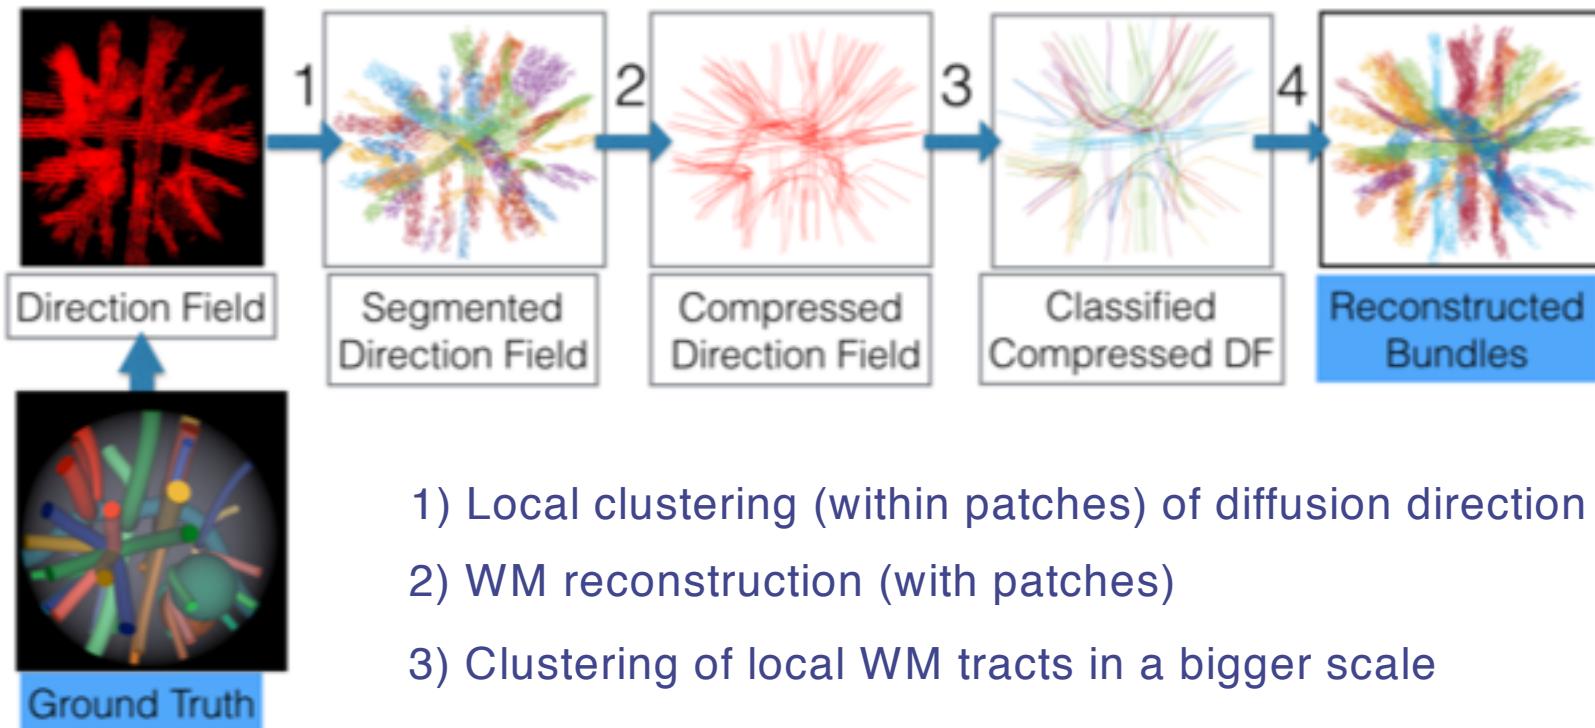 1
2
3
4
Direction Field
Segmented
Direction Field
Compressed
Direction Field
Classified
Compressed DF
Reconstructed
Bundles
Ground Truth
1) Local clustering (within patches) of diffusion direction
2) WM reconstruction (with patches)
3) Clustering of local WM tracts in a bigger scale